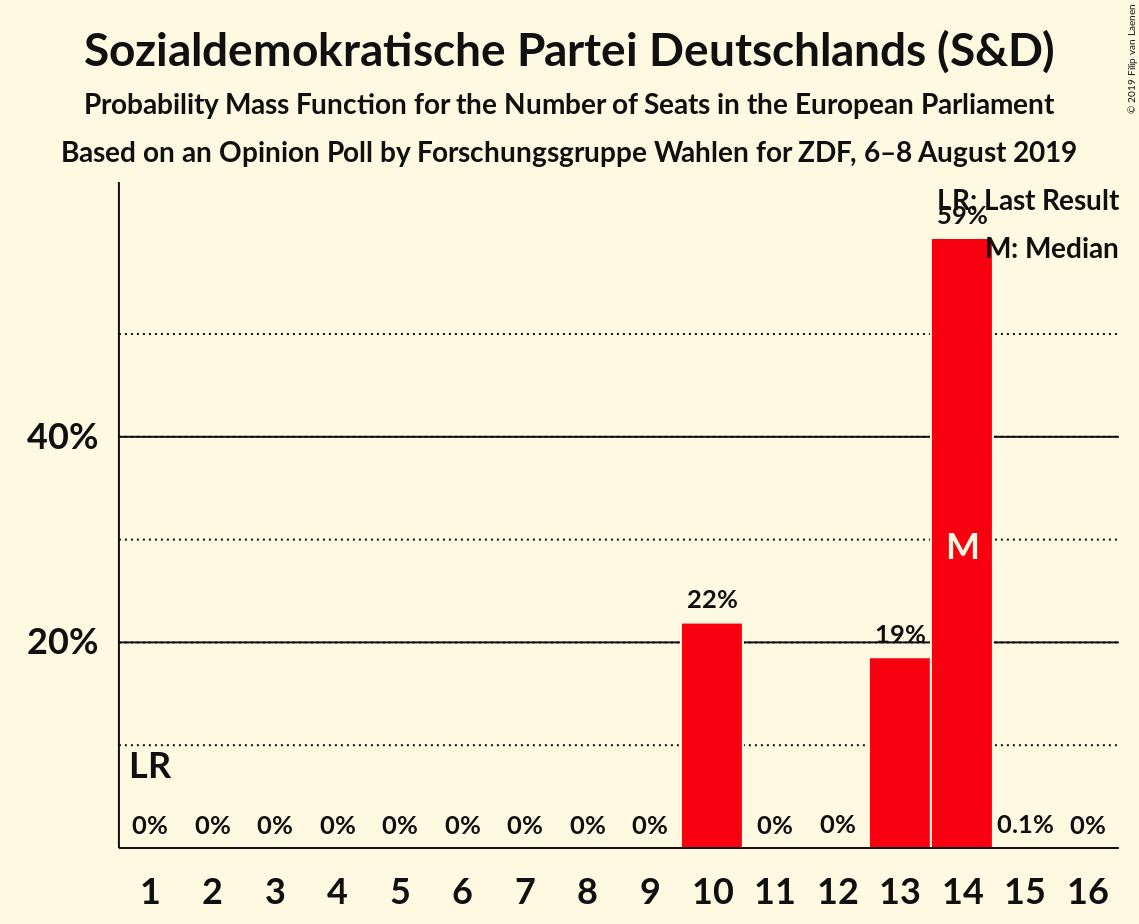 Sozialdemokratische Partei Deutschlands (S&D)
Probability Mass Function for the Number of Seats in the European Parliament
Based on an Opinion Poll by Forschungsgruppe Wahlen for ZDF, 6–8 August 2019
© 2019 Filip van Laenen
LR: Last Result
59%
M: Median
40%
M
22%
19%
20%
LR
0% 0% 0% 0% 0% 0% 0% 0% 0% 0% 0% 0.1% 0%
1 2 3 4 5 6 7 8 9 10 11 12 13 14 15 16